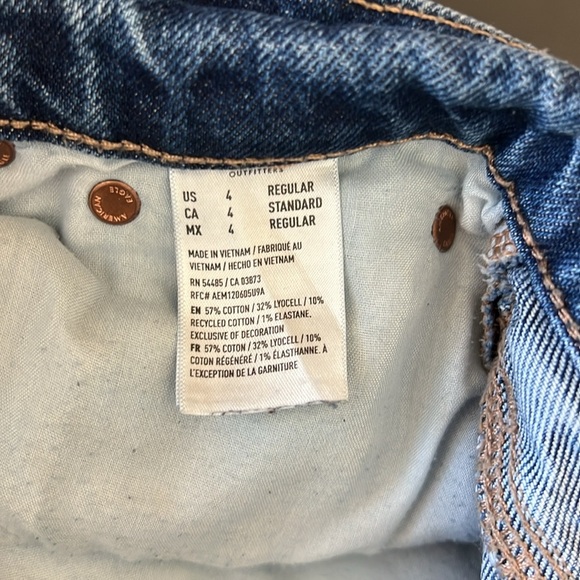 OUTFITTERS
US 4 REGULAR
CA 4 STANDARD
MX 4 REGULAR
MADE IN VIETNAM / FABRIQUÉ AU
VIETNAM / HECHO EN VIETNAM
RN 54485 / CA 03873
RFC# AEM120605U9A
EN 57% COTTON / 32% LYOCELL / 10%
RECYCLED COTTON / 1% ELASTANE.
EXCLUSIVE OF DECORATION
FR 57% COTON / 32% LYOCELL / 10%
COTON RÉGÉNÉRÉ / 1% ÉLASTHANNE. À
L'EXCEPTION DE LA GARNITURE
AMERICAN EAGLE